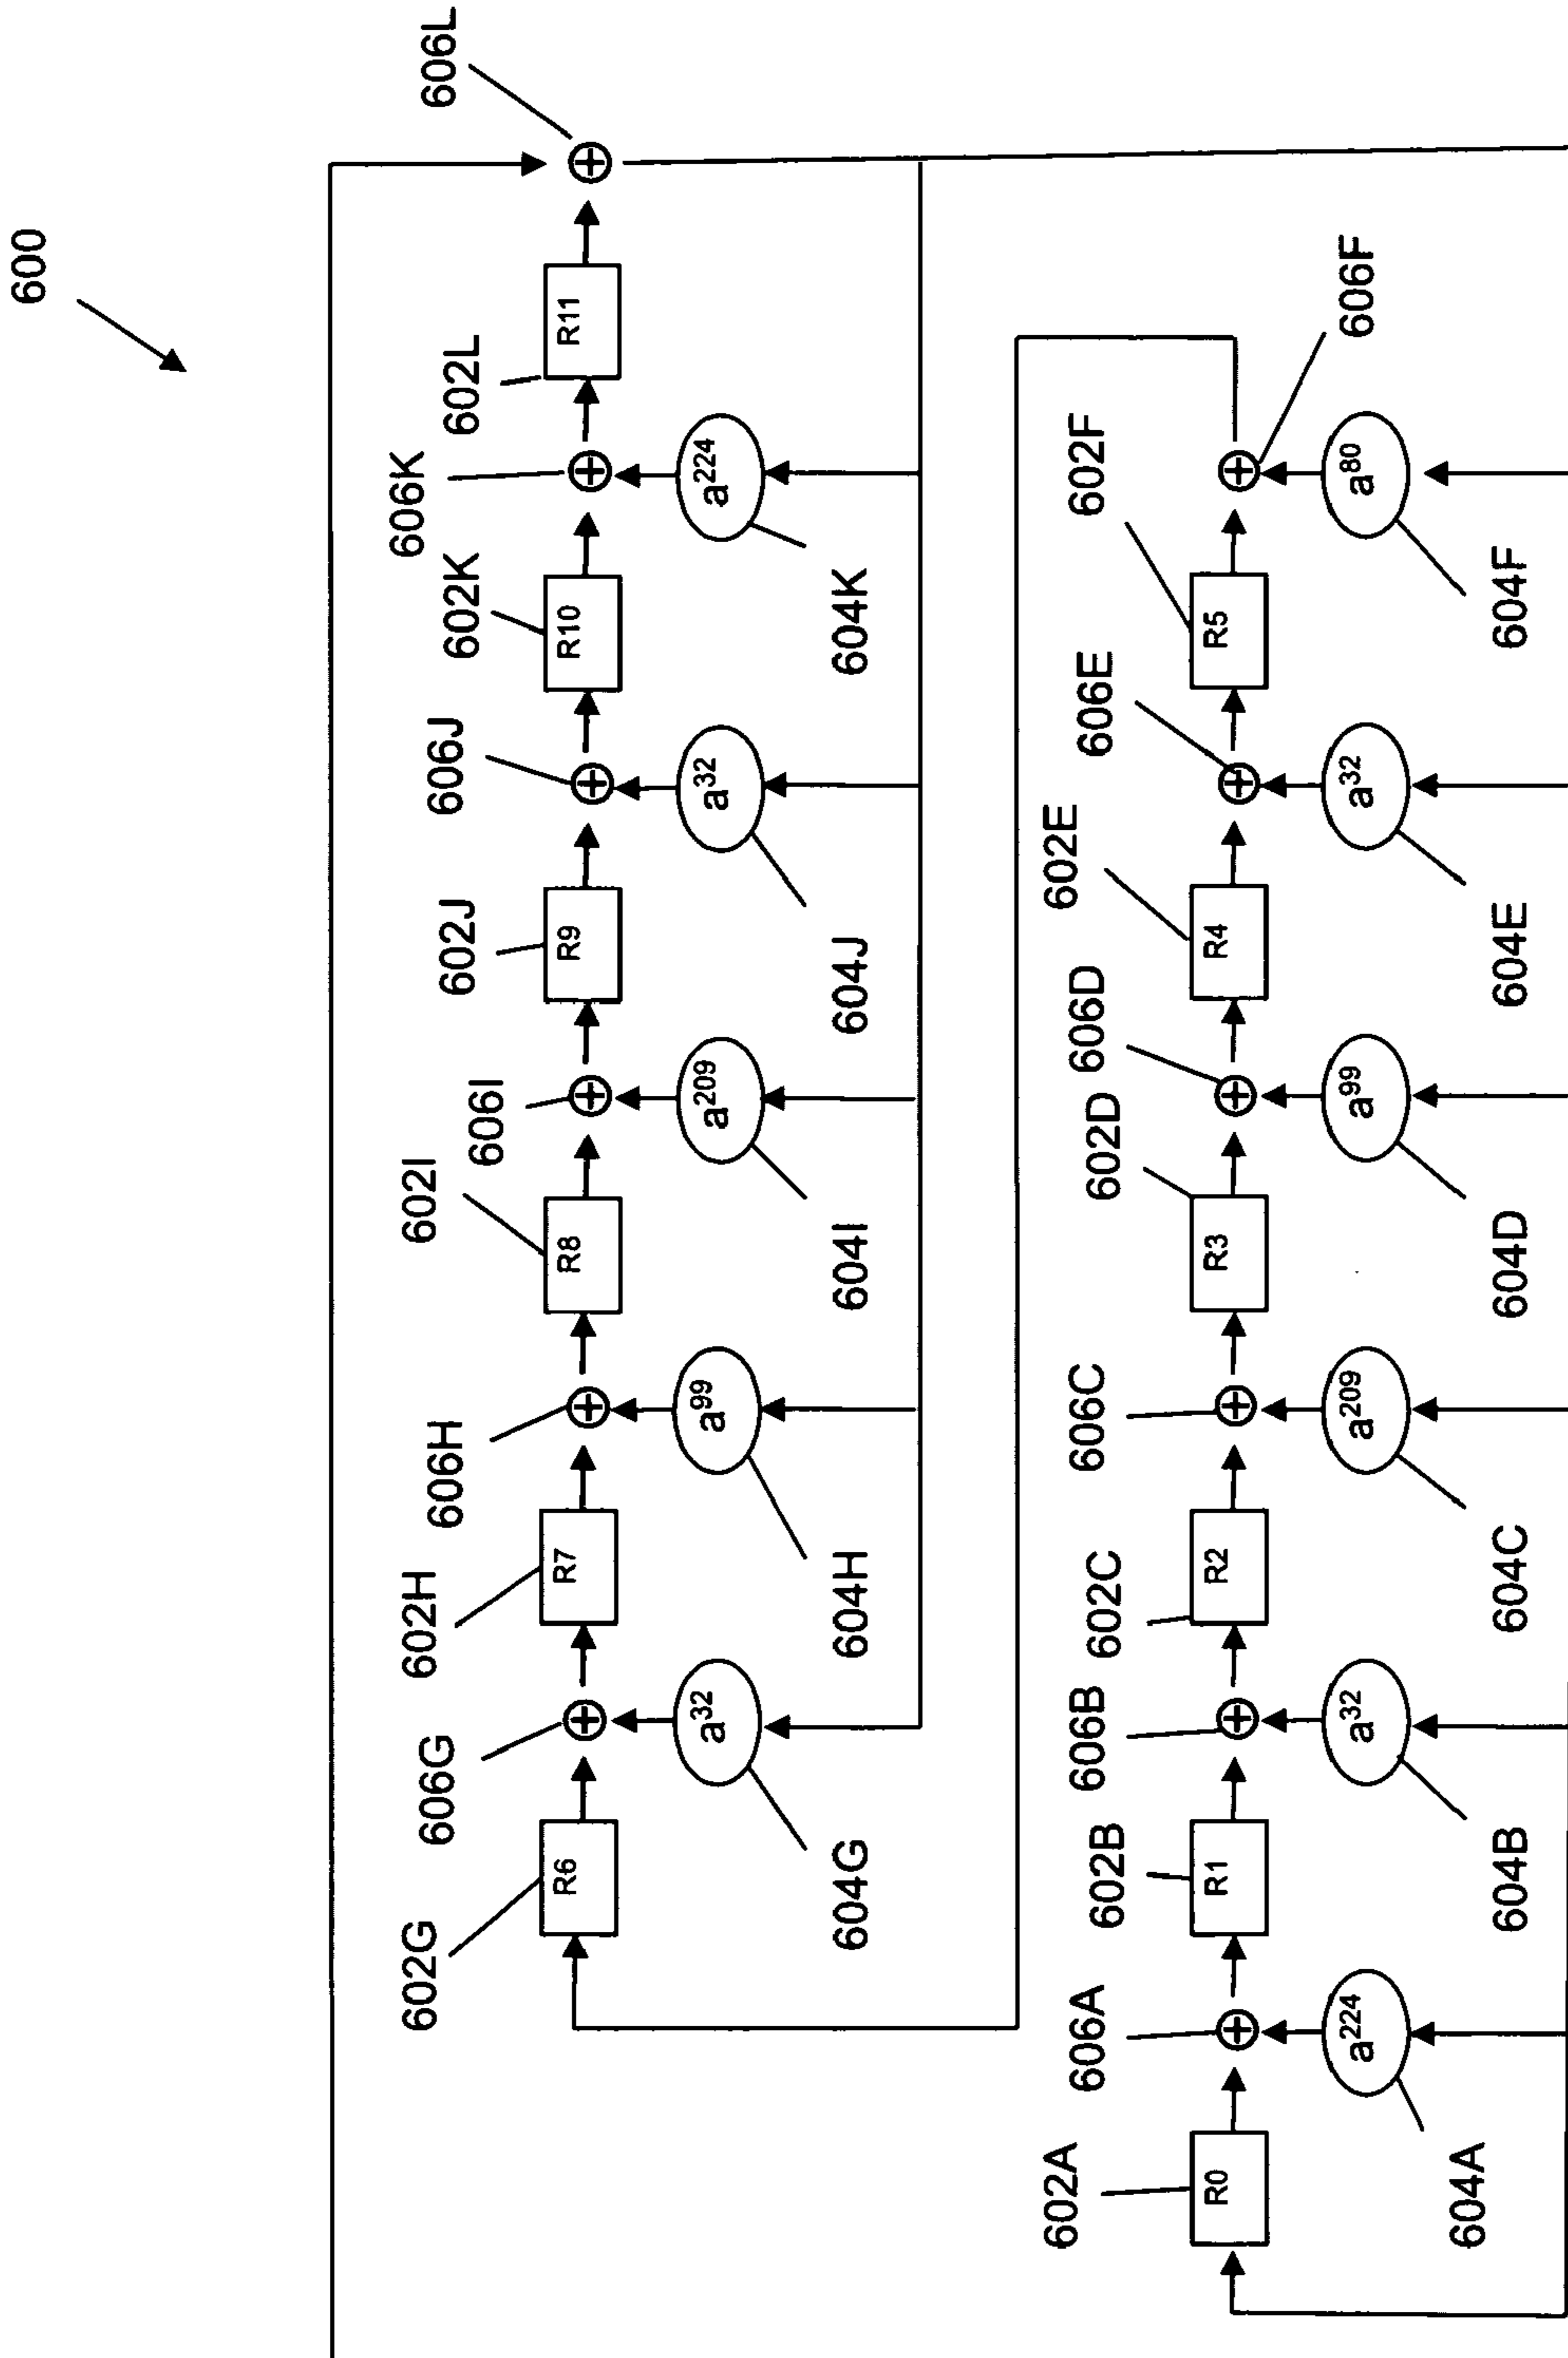 600
606L
606K
602L
606J
602K
606I
602J
606H
602I
606G
602H
602G
R6
R7
R8
R9
R10
R11
a32
a99
a209
a32
a224
604G
604H
604I
604J
604K
602A
606A
602B
606B
602C
606C
602D
606D
602E
606E
602F
606F
R0
R1
R2
R3
R4
R5
a224
a32
a209
a99
a32
a80
604A
604B
604C
604D
604E
604F